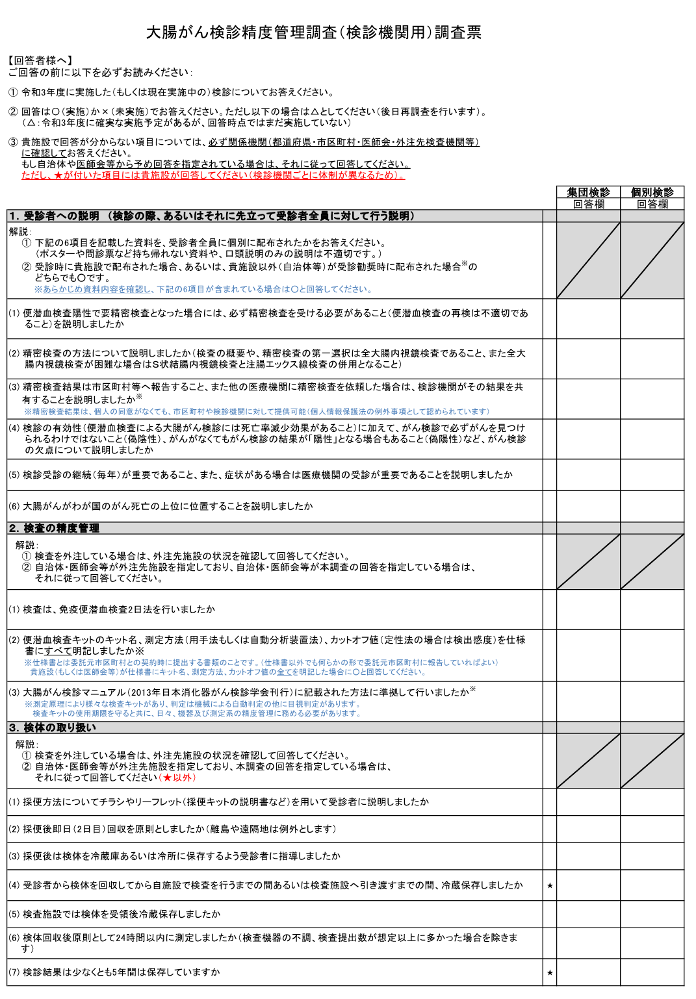 大腸がん検診精度管理調査（検診機関用）調査票
【回答者様へ】
ご回答の前に以下を必ずお読みください：
① 令和3年度に実施した（もしくは現在実施中の）検診についてお答えください。
② 回答は○（実施）か×（未実施）でお答えください。ただし以下の場合は△としてください（後日再調査を行います）。
（△：令和3年度に確実な実施予定があるが、回答時点ではまだ実施していない）
③ 貴施設で回答が分からない項目については、必ず関係機関（都道府県・市区町村・医師会・外注先検査機関等）
に確認してお答えください。
もし自治体や医師会等から予め回答を指定されている場合は、それに従って回答してください。
ただし、★が付いた項目には貴施設が回答してください（検診機関ごとに体制が異なるため）。
集団検診 個別検診
回答欄 回答欄
1．受診者への説明 （検診の際、あるいはそれに先立って受診者全員に対して行う説明）
解説：
① 下記の6項目を記載した資料を、受診者全員に個別に配布されたかをお答えください。
（ポスターや問診票など持ち帰れない資料や、口頭説明のみの説明は不適切です。）
② 受診時に貴施設で配布された場合、あるいは、貴施設以外（自治体等）が受診勧奨時に配布された場合※の
どちらでも○です。
※あらかじめ資料内容を確認し、下記の6項目が含まれている場合は○と回答してください。
(1) 便潜血検査陽性で要精密検査となった場合には、必ず精密検査を受ける必要があること（便潜血検査の再検は不適切であ
ること）を説明しましたか
(2) 精密検査の方法について説明しましたか（検査の概要や、精密検査の第一選択は全大腸内視鏡検査であること、また全大
腸内視鏡検査が困難な場合はS状結腸内視鏡検査と注腸エックス線検査の併用となること）
(3) 精密検査結果は市区町村等へ報告すること、また他の医療機関に精密検査を依頼した場合は、検診機関がその結果を共
有することを説明しましたか※
※精密検査結果は、個人の同意がなくても、市区町村や検診機関に対して提供可能（個人情報保護法の例外事項として認められています）
(4) 検診の有効性（便潜血検査による大腸がん検診には死亡率減少効果があること）に加えて、がん検診で必ずがんを見つけ
られるわけではないこと（偽陰性）、がんがなくてもがん検診の結果が「陽性」となる場合もあること（偽陽性）など、がん検診
の欠点について説明しましたか
(5) 検診受診の継続（毎年）が重要であること、また、症状がある場合は医療機関の受診が重要であることを説明しましたか
(6) 大腸がんがわが国のがん死亡の上位に位置することを説明しましたか
2．検査の精度管理
解説：
① 検査を外注している場合は、外注先施設の状況を確認して回答してください。
② 自治体・医師会等が外注先施設を指定しており、自治体・医師会等が本調査の回答を指定している場合は、
それに従って回答してください。
(1) 検査は、免疫便潜血検査2日法を行いましたか
(2) 便潜血検査キットのキット名、測定方法（用手法もしくは自動分析装置法）、カットオフ値（定性法の場合は検出感度）を仕様
書にすべて明記しましたか※
※仕様書とは委託元市区町村との契約時に提出する書類のことです。（仕様書以外でも何らかの形で委託元市区町村に報告していればよい）
貴施設（もしくは医師会等）が仕様書にキット名、測定方法、カットオフ値の全てを明記した場合に○と回答してください。
(3) 大腸がん検診マニュアル（2013年日本消化器がん検診学会刊行）に記載された方法に準拠して行いましたか※
※測定原理により様々な検査キットがあり、判定は機械による自動判定の他に目視判定があります。
検査キットの使用期限を守ると共に、日々、機器及び測定系の精度管理に務める必要があります。
3．検体の取り扱い
解説：
① 検査を外注している場合は、外注先施設の状況を確認して回答してください。
② 自治体・医師会等が外注先施設を指定しており、本調査の回答を指定している場合は、
それに従って回答してください（★以外）
(1) 採便方法についてチラシやリーフレット（採便キットの説明書など）を用いて受診者に説明しましたか
(2) 採便後即日（2日目）回収を原則としましたか（離島や遠隔地は例外とします）
(3) 採便後は検体を冷蔵庫あるいは冷所に保存するよう受診者に指導しましたか
(4) 受診者から検体を回収してから自施設で検査を行うまでの間あるいは検査施設へ引き渡すまでの間、冷蔵保存しましたか ★
(5) 検査施設では検体を受領後冷蔵保存しましたか
(6) 検体回収後原則として24時間以内に測定しましたか（検査機器の不調、検査提出数が想定以上に多かった場合を除きま
す）
(7) 検診結果は少なくとも5年間は保存していますか ★